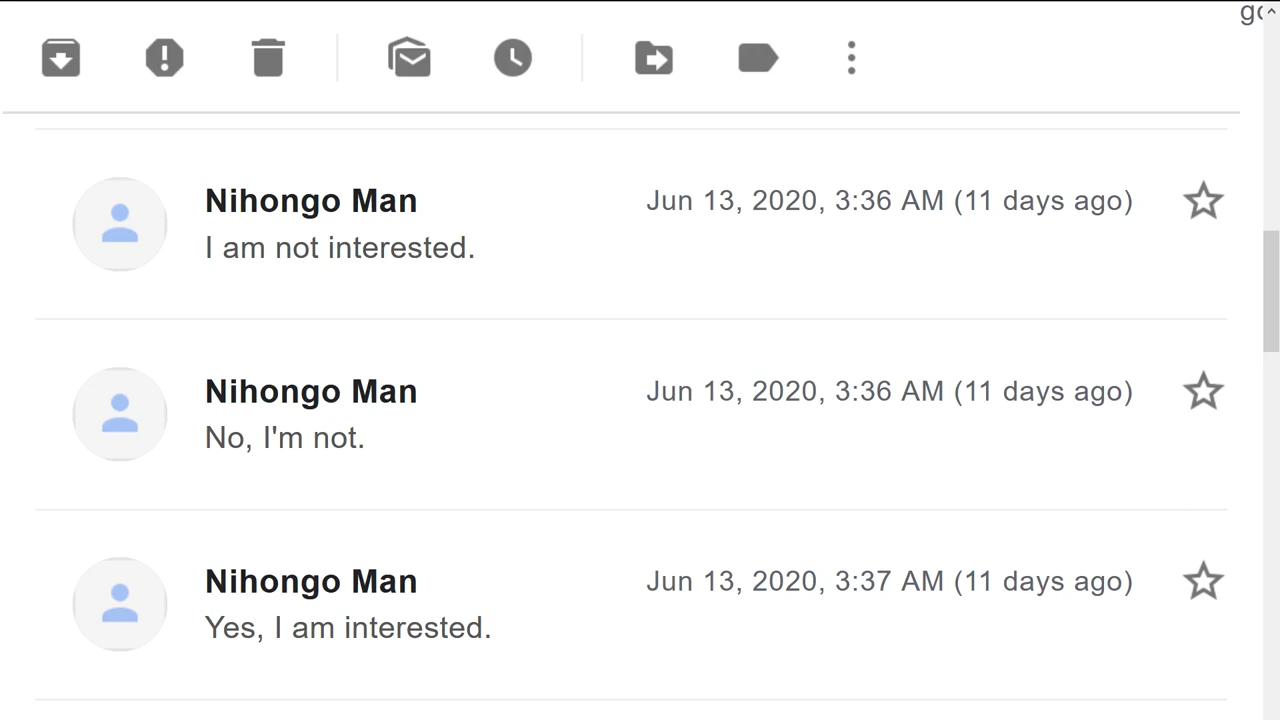 Nihongo Man
Jun 13, 2020, 3:36 AM (11 days ago)
I am not interested.
Nihongo Man
Jun 13, 2020, 3:36 AM (11 days ago)
No, I'm not.
Nihongo Man
Jun 13, 2020, 3:37 AM (11 days ago)
Yes, I am interested.